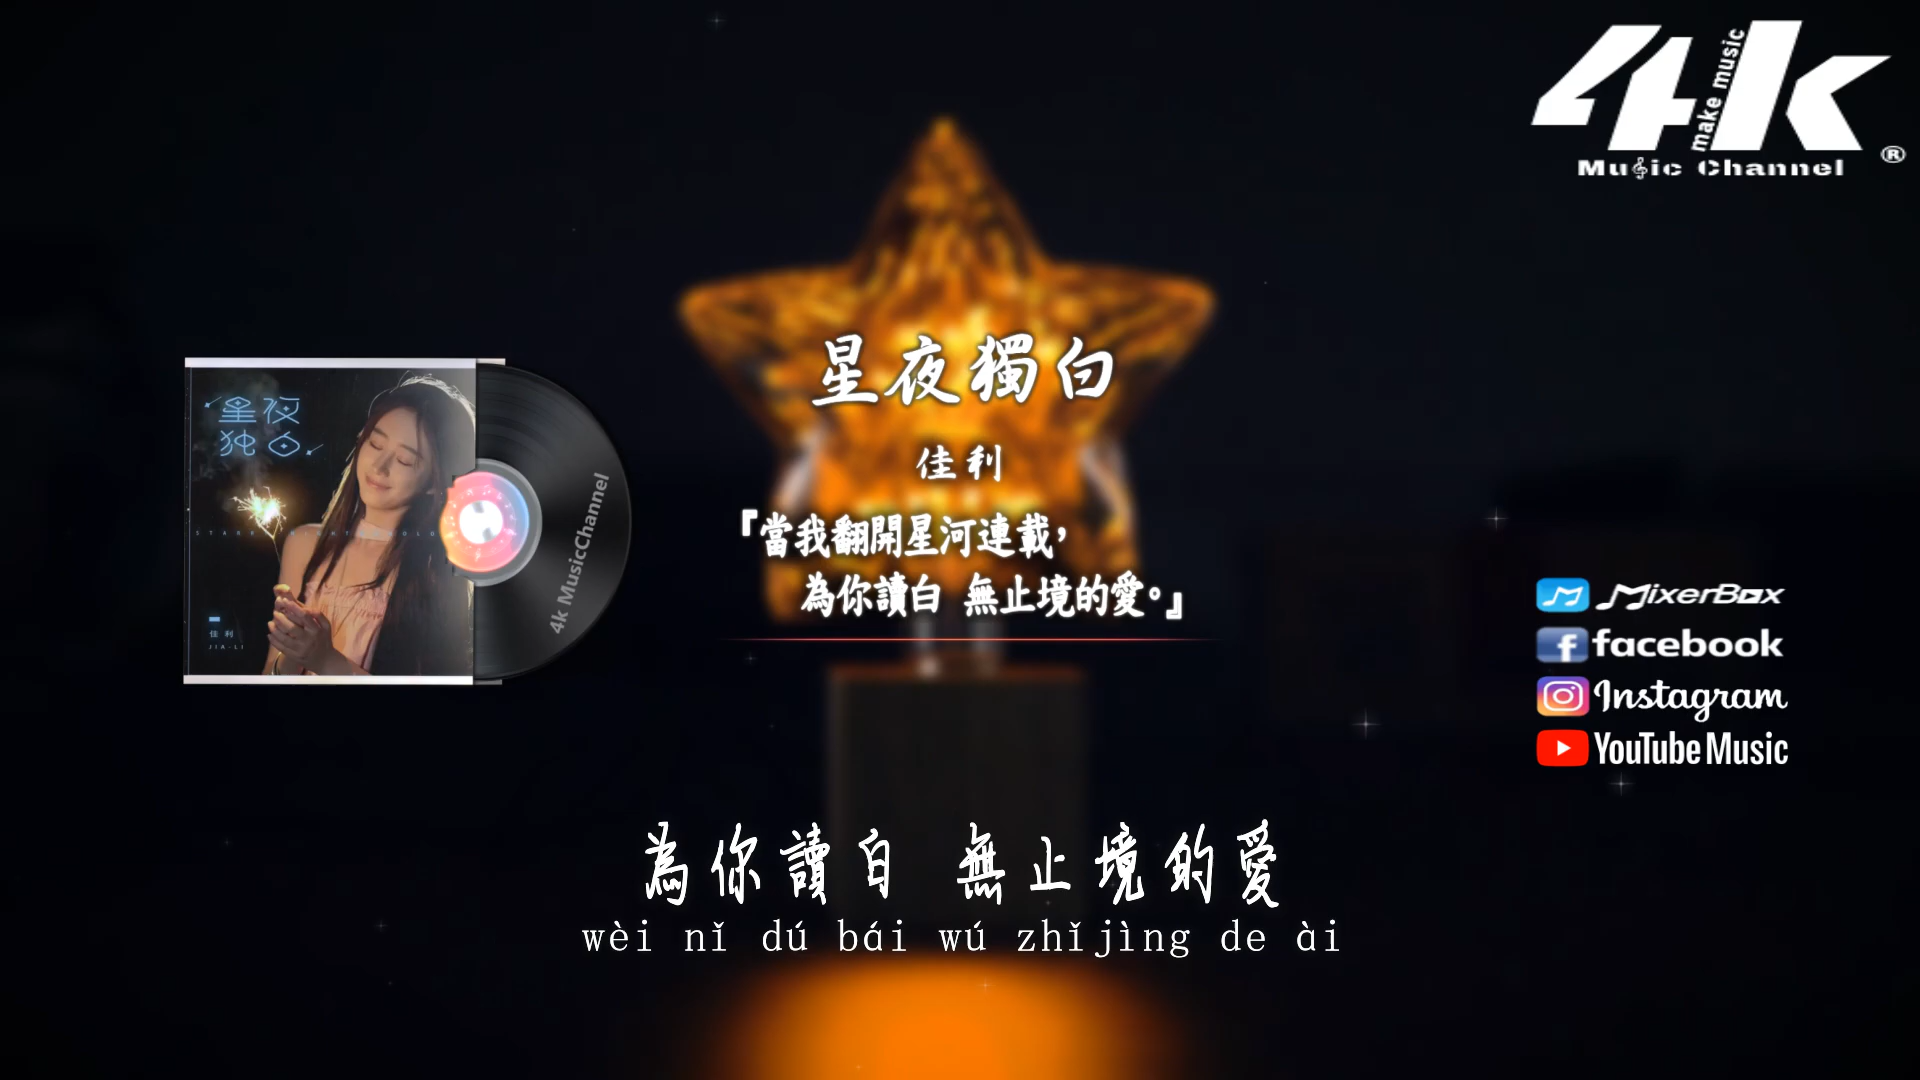 4k
make music
Music Channel
®
星夜獨白
佳利
『當我翻開星河連載,
為你讀白 無止境的愛。』
星夜
独白
佳利
JIA-LI
4k MusicChannel
MixerBox
facebook
Instagram
YouTube Music
為你讀白 無止境的愛
wèi nǐ dú bái wú zhǐjìng de ài